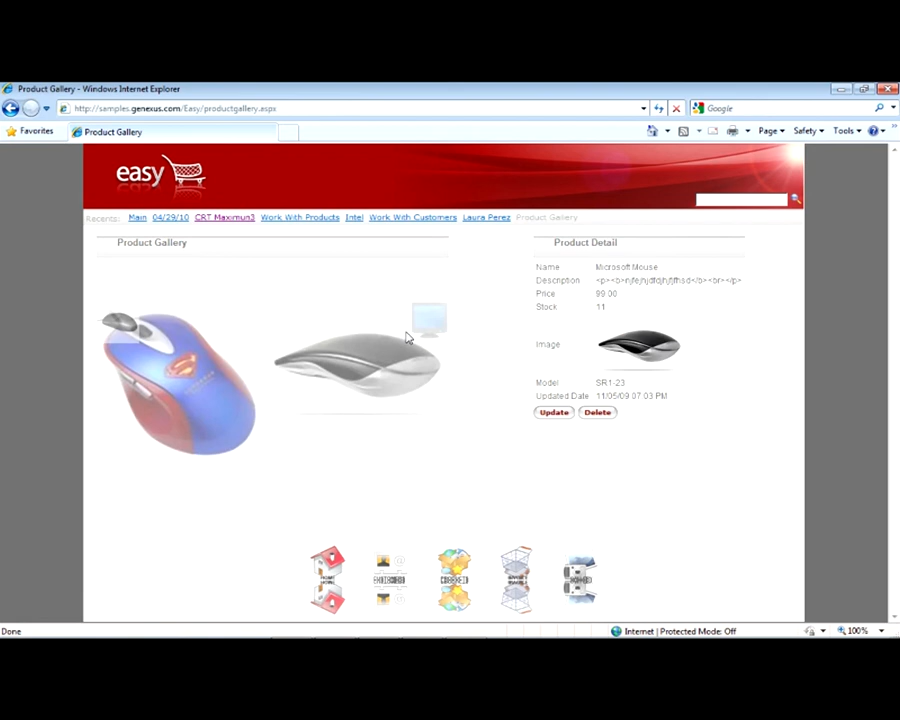 Product Gallery - Windows Internet Explorer
http://samples.genexus.com/Easy/productgallery.aspx
Google
Favorites
Product Gallery
Page
Safety
Tools
easy
Recents: Main 04/29/10 CRT Maximun3 Work With Products Intel Work With Customers Laura Perez Product Gallery
Product Gallery
Product Detail
Name Microsoft Mouse
Description
Price 99.00
Stock 11
Image
Model SR1-23
Updated Date 11/05/09 07:03 PM
Update Delete
HOME
Done
Internet | Protected Mode: Off
100%